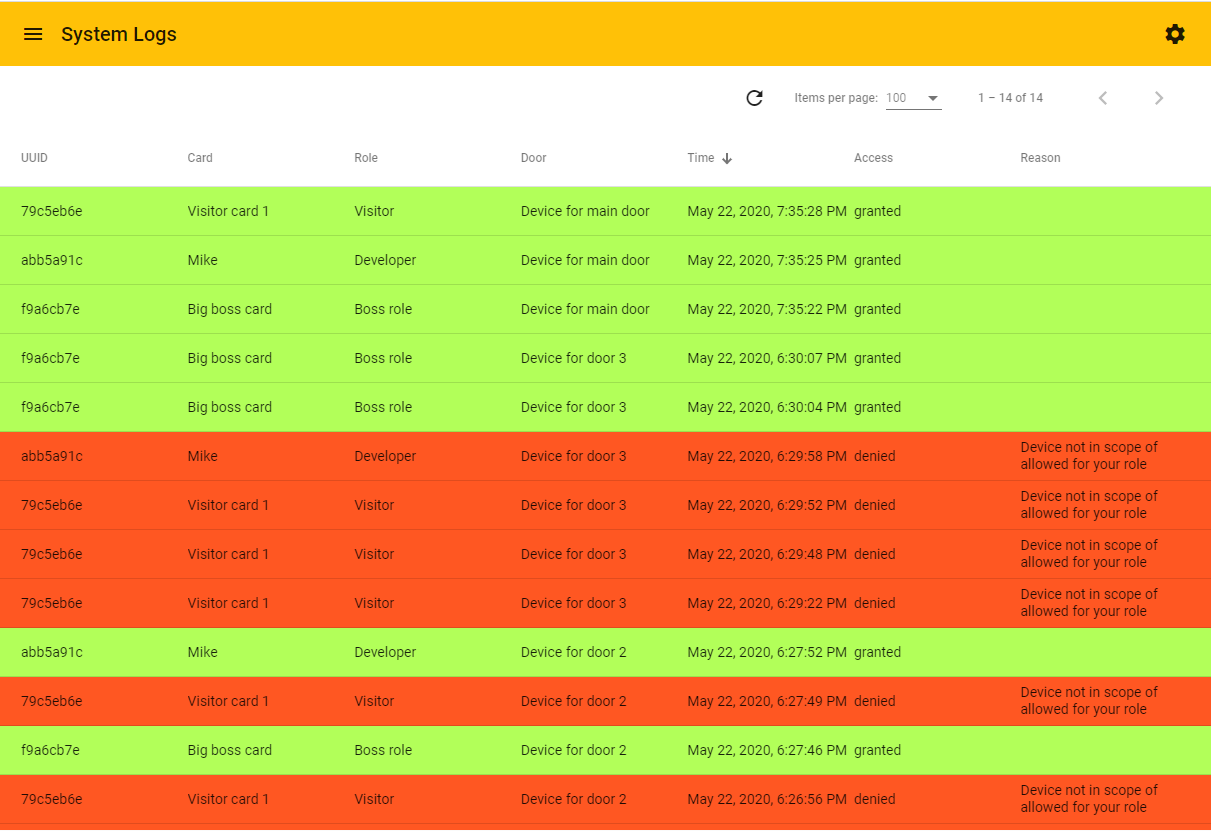 System Logs
Items per page: 100 1 – 14 of 14
UUID Card Role Door Time Access Reason
79c5eb6e Visitor card 1 Visitor Device for main door May 22, 2020, 7:35:28 PM granted
abb5a91c Mike Developer Device for main door May 22, 2020, 7:35:25 PM granted
f9a6cb7e Big boss card Boss role Device for main door May 22, 2020, 7:35:22 PM granted
f9a6cb7e Big boss card Boss role Device for door 3 May 22, 2020, 6:30:07 PM granted
f9a6cb7e Big boss card Boss role Device for door 3 May 22, 2020, 6:30:04 PM granted
abb5a91c Mike Developer Device for door 3 May 22, 2020, 6:29:58 PM denied Device not in scope of
allowed for your role
79c5eb6e Visitor card 1 Visitor Device for door 3 May 22, 2020, 6:29:52 PM denied Device not in scope of
allowed for your role
79c5eb6e Visitor card 1 Visitor Device for door 3 May 22, 2020, 6:29:48 PM denied Device not in scope of
allowed for your role
79c5eb6e Visitor card 1 Visitor Device for door 3 May 22, 2020, 6:29:22 PM denied Device not in scope of
allowed for your role
abb5a91c Mike Developer Device for door 2 May 22, 2020, 6:27:52 PM granted
79c5eb6e Visitor card 1 Visitor Device for door 2 May 22, 2020, 6:27:49 PM denied Device not in scope of
allowed for your role
f9a6cb7e Big boss card Boss role Device for door 2 May 22, 2020, 6:27:46 PM granted
79c5eb6e Visitor card 1 Visitor Device for door 2 May 22, 2020, 6:26:56 PM denied Device not in scope of
allowed for your role